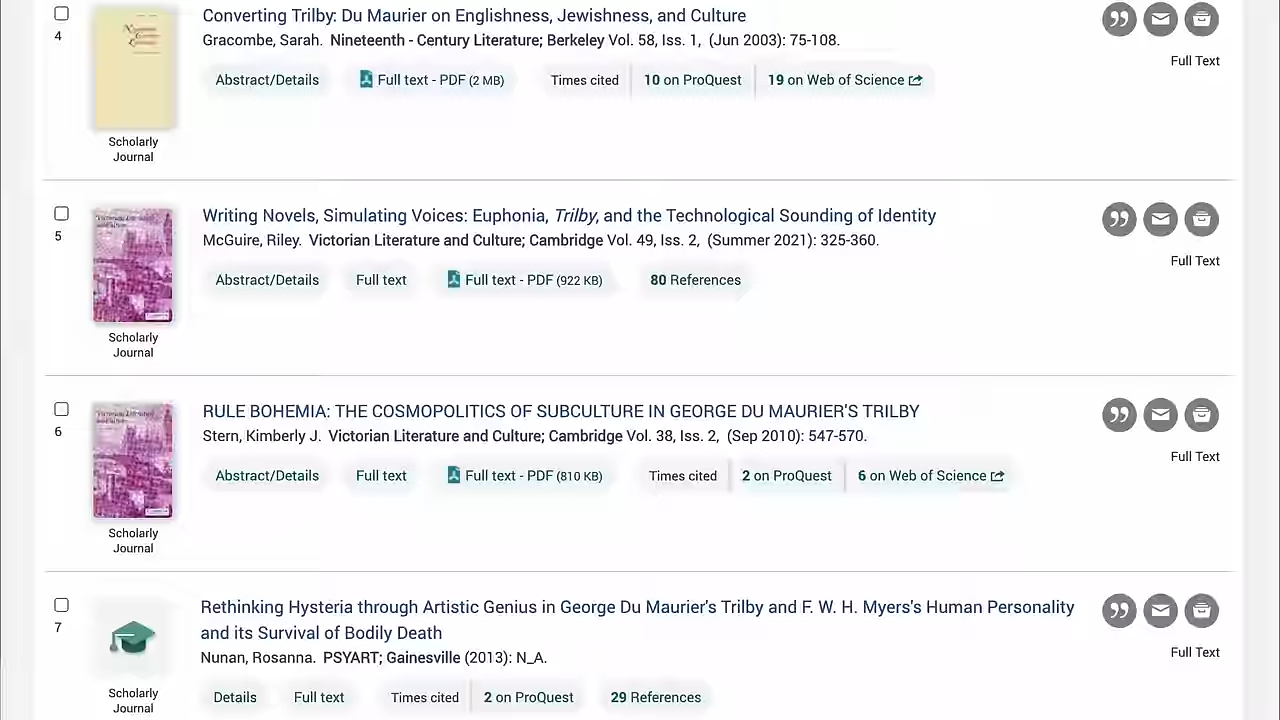 4
Converting Trilby: Du Maurier on Englishness, Jewishness, and Culture
Gracombe, Sarah. Nineteenth - Century Literature; Berkeley Vol. 58, Iss. 1, (Jun 2003): 75-108.
Abstract/Details Full text - PDF (2 MB) Times cited 10 on ProQuest 19 on Web of Science
Full Text
Scholarly
Journal
5
Writing Novels, Simulating Voices: Euphonia, Trilby, and the Technological Sounding of Identity
McGuire, Riley. Victorian Literature and Culture; Cambridge Vol. 49, Iss. 2, (Summer 2021): 325-360.
Abstract/Details Full text Full text - PDF (922 KB) 80 References
Full Text
Scholarly
Journal
6
RULE BOHEMIA: THE COSMOPOLITICS OF SUBCULTURE IN GEORGE DU MAURIER'S TRILBY
Stern, Kimberly J. Victorian Literature and Culture; Cambridge Vol. 38, Iss. 2, (Sep 2010): 547-570.
Abstract/Details Full text Full text - PDF (810 KB) Times cited 2 on ProQuest 6 on Web of Science
Full Text
Scholarly
Journal
7
Rethinking Hysteria through Artistic Genius in George Du Maurier's Trilby and F. W. H. Myers's Human Personality
and its Survival of Bodily Death
Nunan, Rosanna. PSYART; Gainesville (2013): N_A.
Details Full text Times cited 2 on ProQuest 29 References
Full Text
Scholarly
Journal